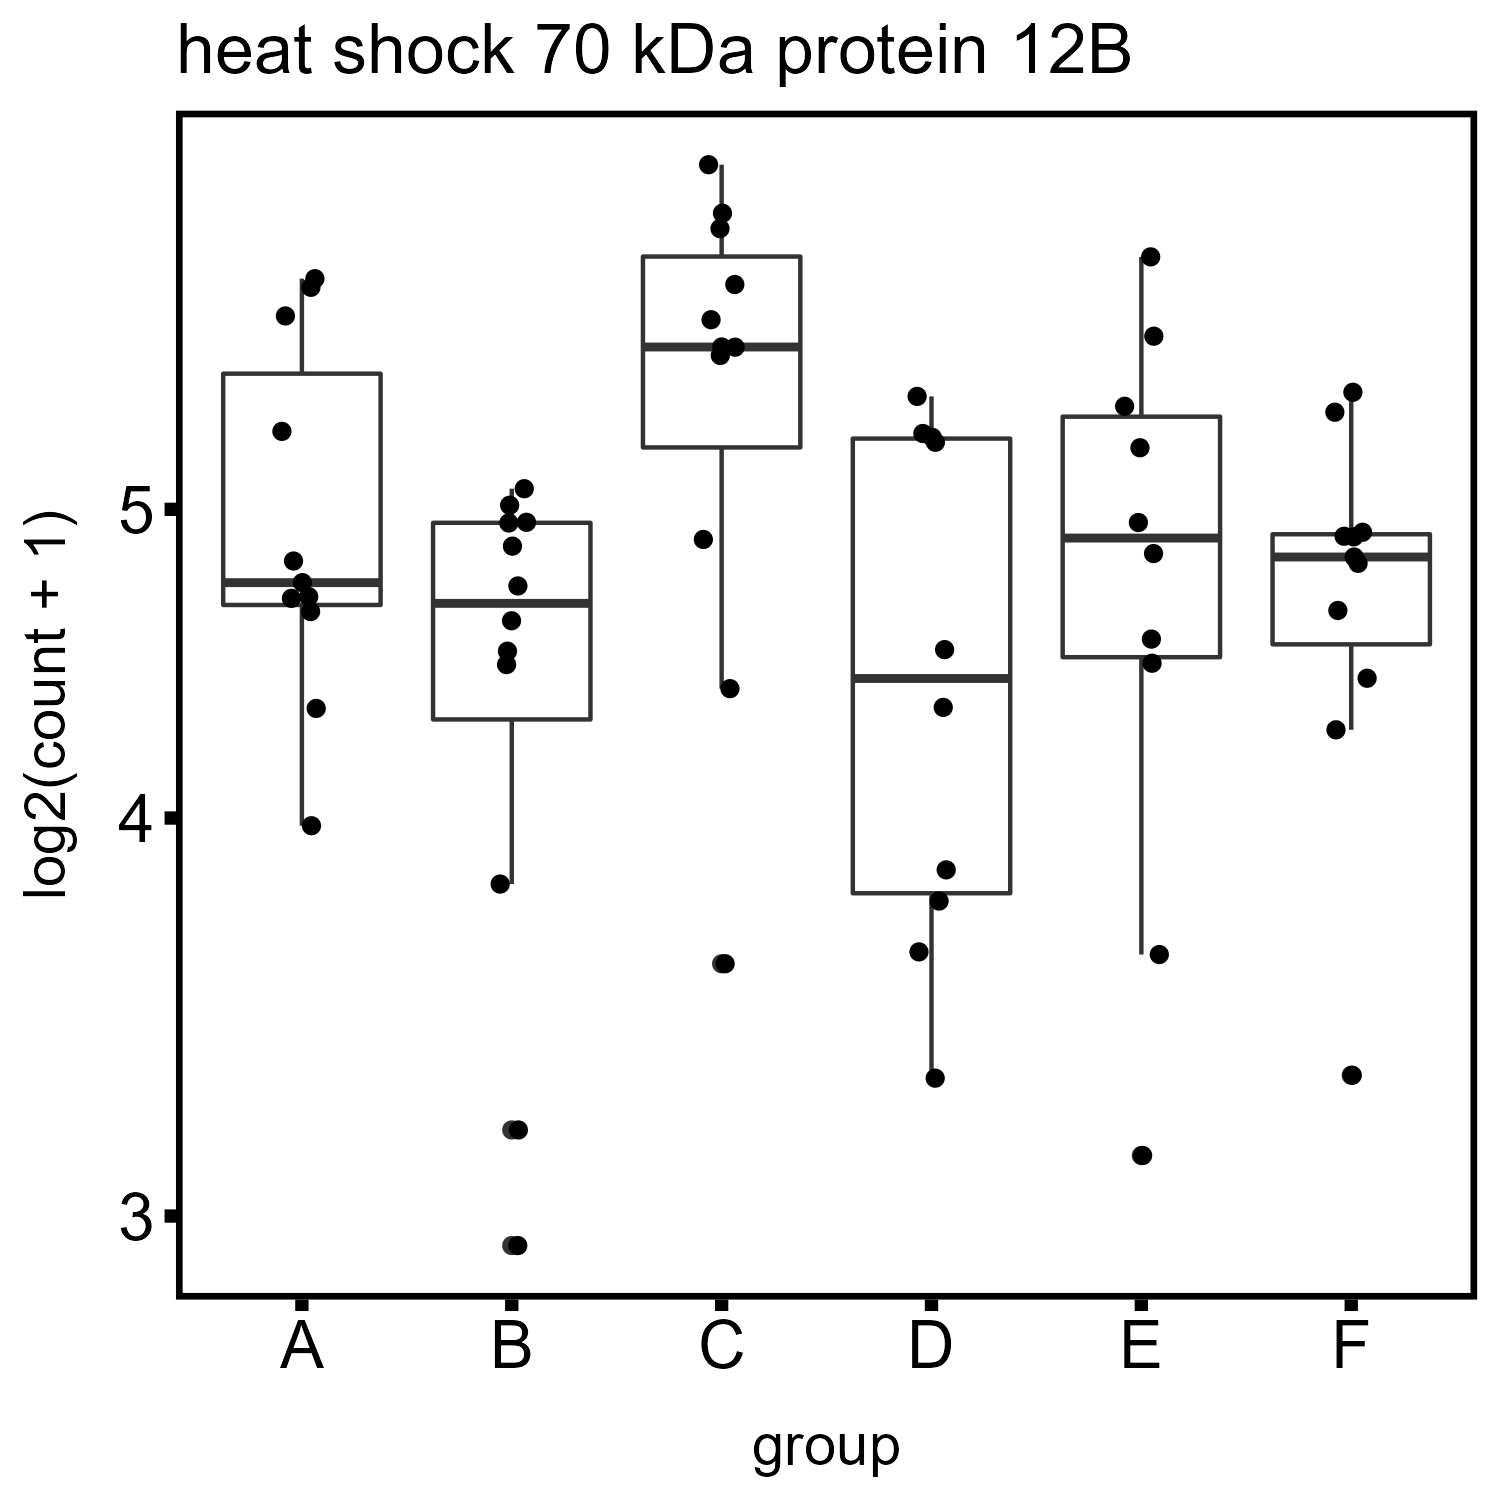 heat shock 70 kDa protein 12B
log2(count + 1)
5
4
3
A B C D E F
group